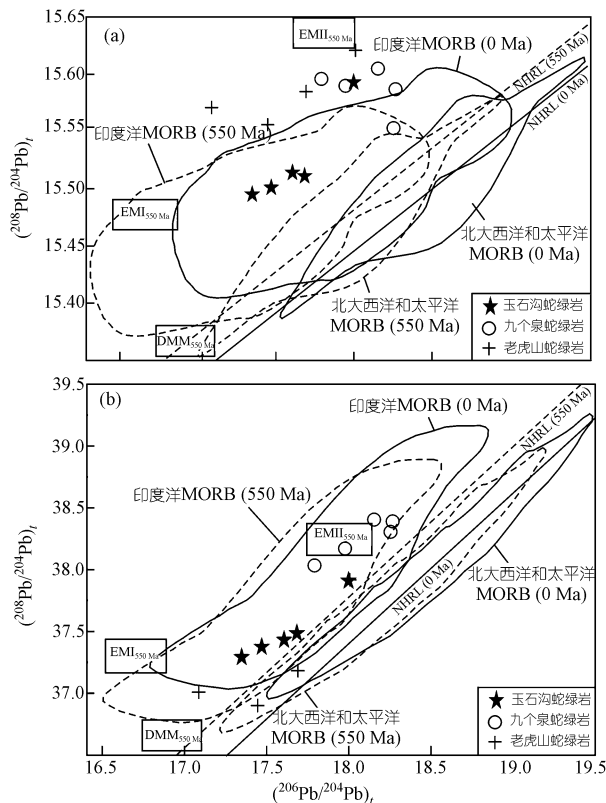 15.65
(a)
EMII550 Ma
印度洋MORB (0 Ma)
NHRL (550 Ma)
NHRL (0 Ma)
15.60
15.55
印度洋MORB (550 Ma)
15.50
EMI550 Ma
(208Pb/204Pb)t
15.45
北大西洋和太平洋
MORB (0 Ma)
15.40
北大西洋和太平洋
MORB (550 Ma)
DMM550 Ma
玉石沟蛇绿岩
九个泉蛇绿岩
老虎山蛇绿岩
39.5
(b)
印度洋MORB (0 Ma)
NHRL (550 Ma)
39.0
印度洋MORB (550 Ma)
38.5
EMII550 Ma
38.0
NHRL (0 Ma)
北大西洋和太平洋
MORB (0 Ma)
(208Pb/204Pb)t
37.5
EMI550 Ma
37.0
DMM550 Ma
北大西洋和太平洋
MORB (550 Ma)
玉石沟蛇绿岩
九个泉蛇绿岩
老虎山蛇绿岩
16.5 17.0 17.5 18.0 18.5 19.0 19.5
(206Pb/204Pb)t